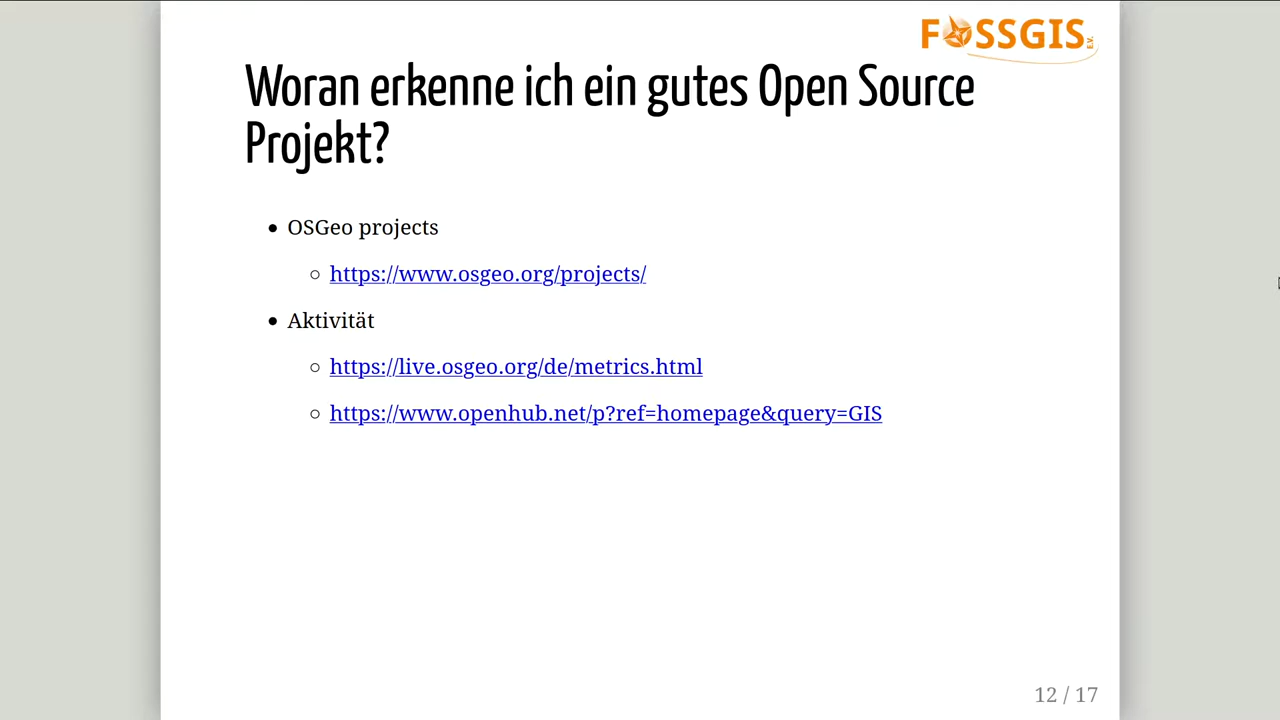 FOSSGIS e.V.
Woran erkenne ich ein gutes Open Source
Projekt?
OSGeo projects
https://www.osgeo.org/projects/
Aktivität
https://live.osgeo.org/de/metrics.html
https://www.openhub.net/p?ref=homepage&query=GIS
12 / 17